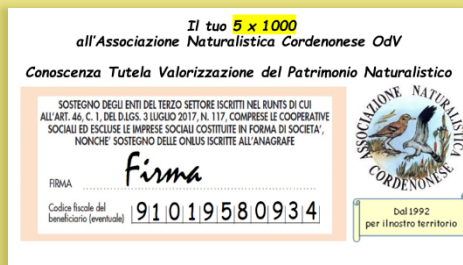 Il tuo 5 x 1000
all'Associazione Naturalistica Cordenonese OdV
Conoscenza Tutela Valorizzazione del Patrimonio Naturalistico
SOSTEGNO DEGLI ENTI DEL TERZO SETTORE ISCRITTI NEL RUNTS DI CUI
ALL'ART. 46, C. 1, DEL D.LGS. 3 LUGLIO 2017, N. 117, COMPRESE LE COOPERATIVE
SOCIALI ED ESCLUSE LE IMPRESE SOCIALI COSTITUITE IN FORMA DI SOCIETA',
NONCHE' SOSTEGNO DELLE ONLUS ISCRITTE ALL'ANAGRAFE
FIRMA Firma
Codice fiscale del
beneficiario (eventuale) 91019580934
ASSOCIAZIONE NATURALISTICA
CORDENONESE
Dal 1992
per il nostro territorio